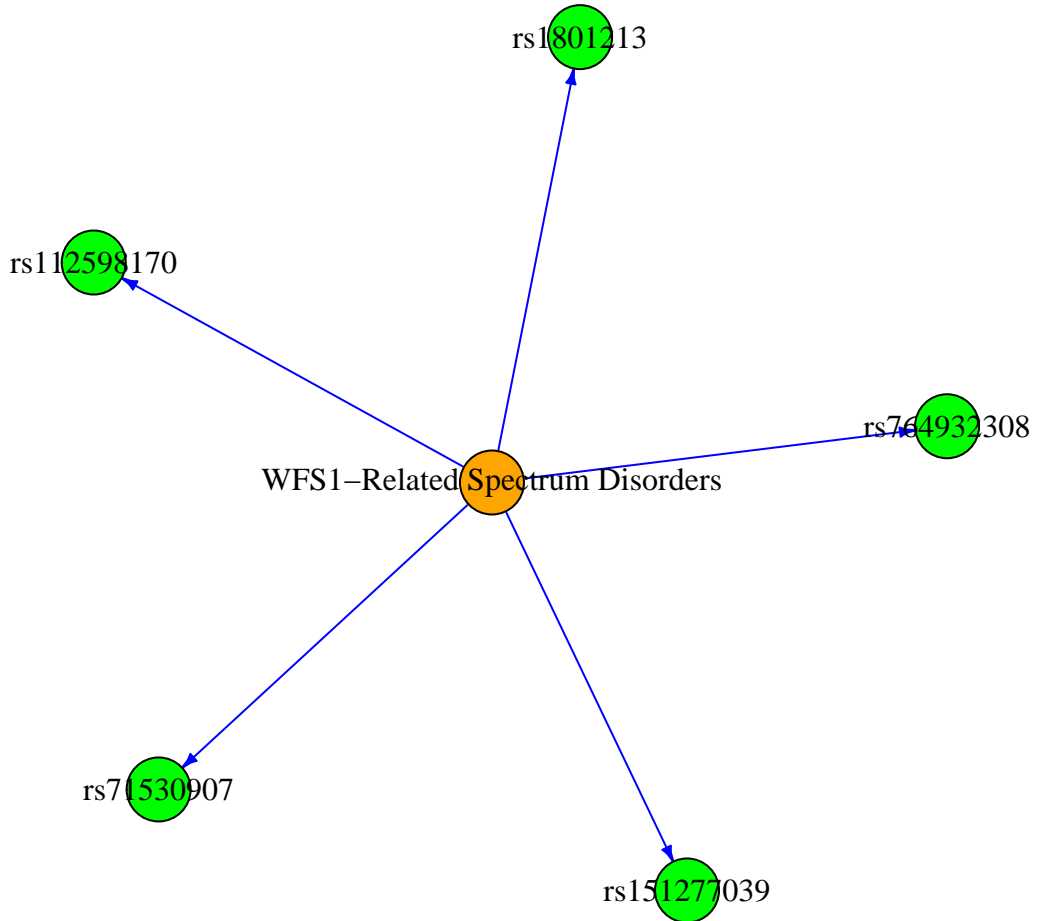 rs1801213
rs112598170
rs764932308
WFS1−Related Spectrum Disorders
rs71530907
rs151277039